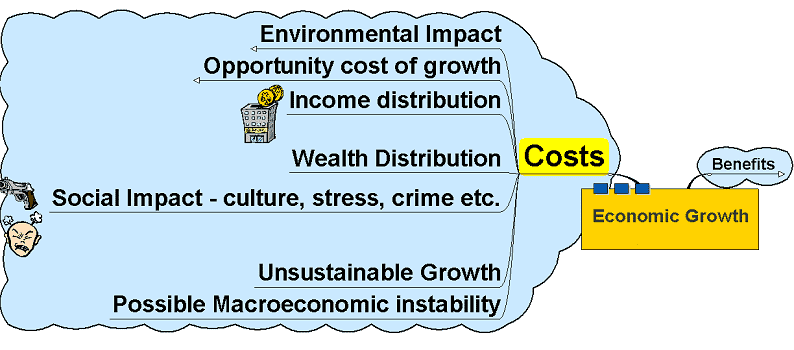 Environmental Impact
Opportunity cost of growth
Income distribution
Wealth Distribution
Costs
Social Impact - culture, stress, crime etc.
Unsustainable Growth
Possible Macroeconomic instability
Benefits
Economic Growth